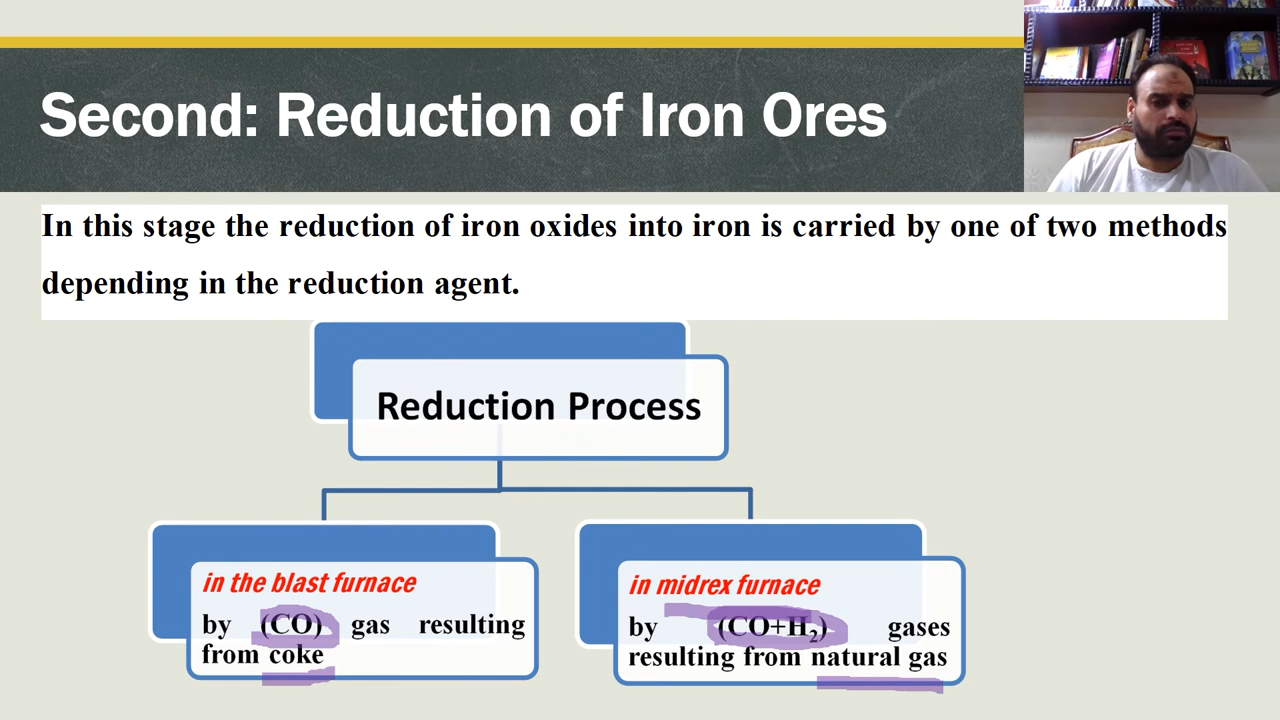 Second: Reduction of Iron Ores
In this stage the reduction of iron oxides into iron is carried by one of two methods
depending in the reduction agent.
Reduction Process
in the blast furnace
by (CO) gas resulting
from coke
in midrex furnace
by (CO+H₂) gases
resulting from natural gas